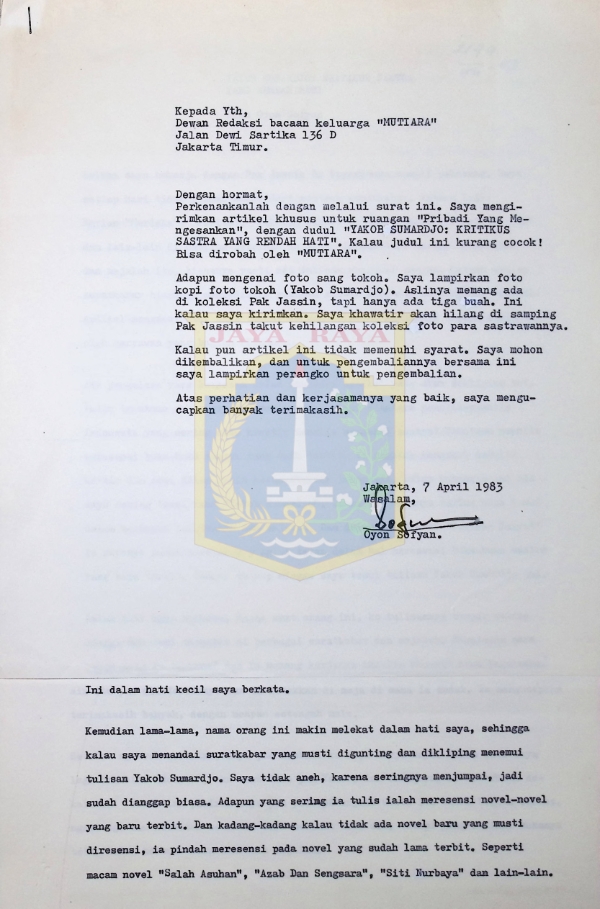 Kepada Yth,
Dewan Redaksi bacaan keluarga "MUTIARA"
Jalan Dewi Sartika 136 D
Jakarta Timur.
Dengan hormat,
Perkenankanlah dengan melalui surat ini. Saya mengi-
rimkan artikel khusus untuk ruangan "Pribadi Yang Me-
ngesankan", dengan dudul "YAKOB SUMARDJO: KRITIKUS
SASTRA YANG RENDAH HATI". Kalau judul ini kurang cocok!
Bisa dirobah oleh "MUTIARA".
Adapun mengenai foto sang tokoh. Saya lampirkan foto
kopi foto tokoh (Yakob Sumardjo). Aslinya memang ada
di koleksi Pak Jassin, tapi hanya ada tiga buah. Ini
kalau saya kirimkan. Saya khawatir akan hilang di samping
Pak Jassin takut kehilangan koleksi foto para sastrawannya.
JAYA RAYA
Kalau pun artikel ini tidak memenuhi syarat. Saya mohon
dikembalikan, dan untuk pengembaliannya bersama ini
saya lampirkan perangko untuk pengembalian.
Atas perhatian dan kerjasamanya yang baik, saya mengu-
capkan banyak terimakasih.
Jakarta, 7 April 1983
Wasalam,
Oyon Sofyan.
Ini dalam hati kecil saya berkata.
Kemudian lama-lama, nama orang ini makin melekat dalam hati saya, sehingga
kalau saya menandai suratkabar yang musti digunting dan dikliping menemui
tulisan Yakob Sumardjo. Saya tidak aneh, karena seringnya menjumpai, jadi
sudah dianggap biasa. Adapun yang sering ia tulis ialah meresensi novel-novel
yang baru terbit. Dan kadang-kadang kalau tidak ada novel baru yang musti
diresensi, ia pindah meresensi pada novel yang sudah lama terbit. Seperti
macam novel "Salah Asuhan", "Azab Dan Sengsara", "Siti Nurbaya" dan lain-lain.